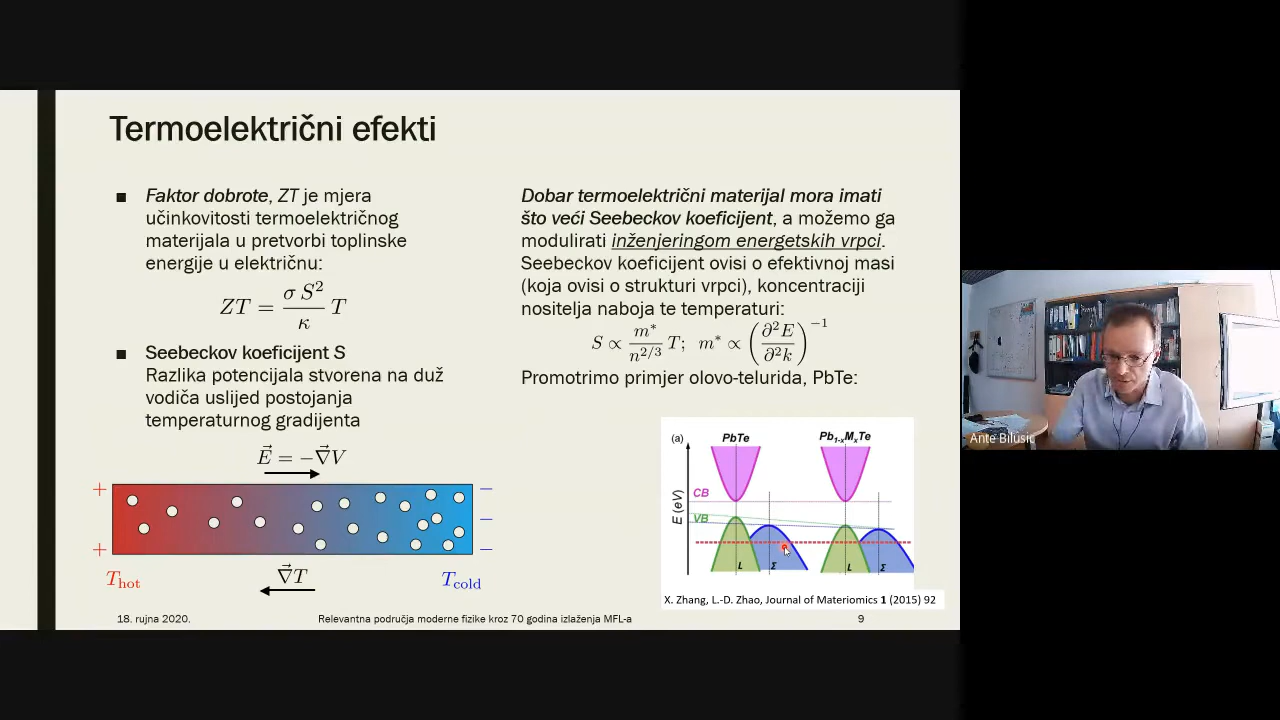 Termoelektrični efekti
■ Faktor dobrote, ZT je mjera
učinkovitosti termoelektričnog
materijala u pretvorbi toplinske
energije u električnu:
ZT = σ S² / κ T
■ Seebeckov koeficijent S
Razlika potencijala stvorena na duž
vodiča uslijed postojanja
temperaturnog gradijenta
E⃗ = −∇⃗V
+ −
−
+ −
∇⃗T
T_hot T_cold
Dobar termoelektrični materijal mora imati
što veći Seebeckov koeficijent, a možemo ga
modulirati inženjeringom energetskih vrpci.
Seebeckov koeficijent ovisi o efektivnoj masi
(koja ovisi o strukturi vrpci), koncentraciji
nositelja naboja te temperaturi:
S ∝ m* / n^{2/3} T; m* ∝ (∂²E / ∂²k)^{−1}
Promotrimo primjer olovo-telurida, PbTe:
(a) PbTe Pb₁₋ₓMₓTe
E (eV)
CB
VB
L Σ L Σ
X. Zhang, L.-D. Zhao, Journal of Materiomics 1 (2015) 92
18. rujna 2020. Relevantna područja moderne fizike kroz 70 godina izlaženja MFL-a 9
Ante Bilušić